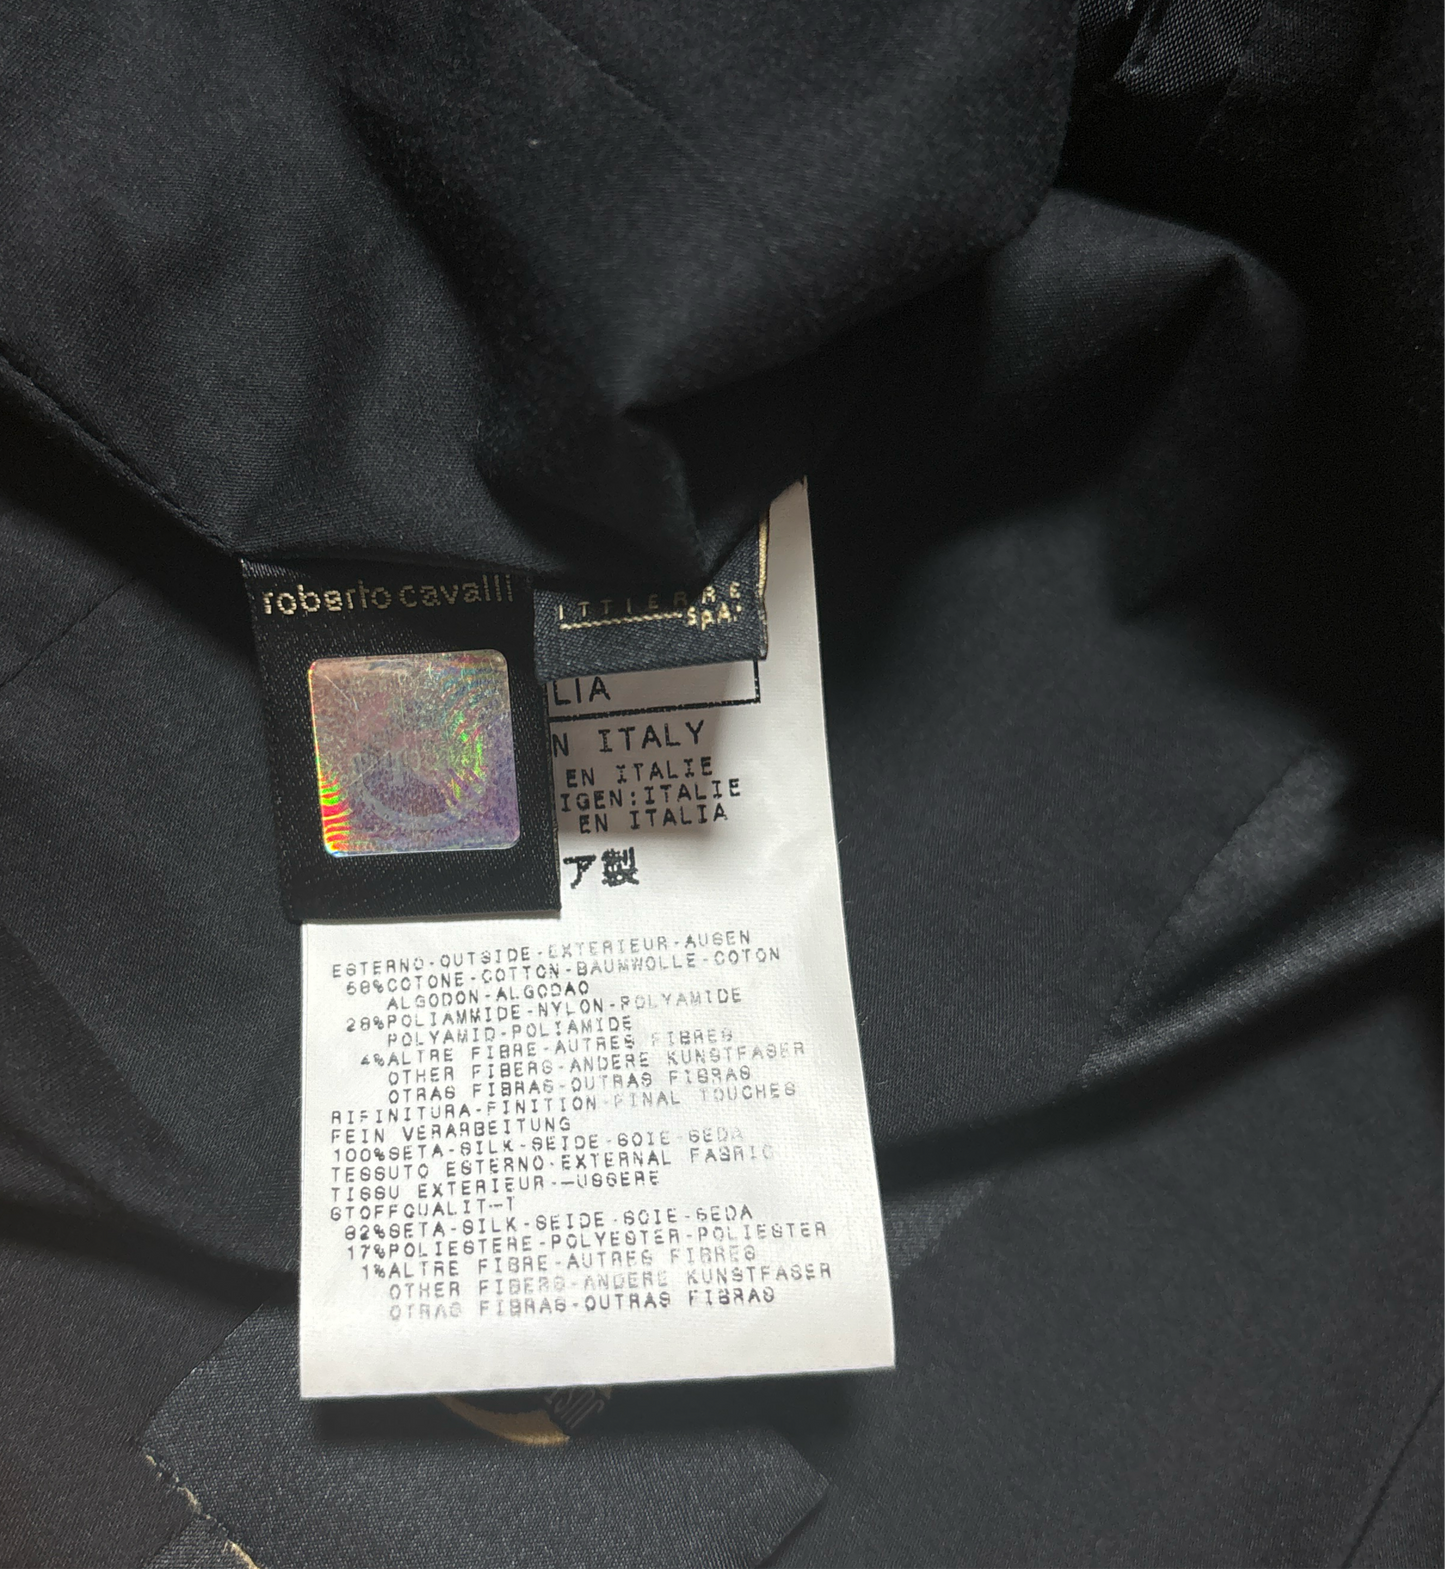 roberto cavalli
ITTIERRE
SpA
LIA
N ITALY
EN ITALIE
IGEN:ITALIE
EN ITALIA
ア製
ESTERNO-OUTSIDE-EXTERIEUR-AUSEN
68%COTONE-COTTON-BAUMWOLLE-COTON
ALGODON-ALGODAO
28%POLIAMMIDE-NYLON-POLYAMIDE
POLYAMID-POLIAMIDE
4%ALTRE FIBRE-AUTRES FIBRES
OTHER FIBERS-ANDERE KUNSTFASER
OTRAS FIBRAS-OUTRAS FIBRAS
RIFINITURA-FINITION-FINAL TOUCHES
FEIN VERARBEITUNG
100%SETA-SILK-SEIDE-SOIE-SEDA
TESSUTO ESTERNO-EXTERNAL FABRIC
TISSU EXTERIEUR-—USSERE
STOFFQUALIT—T
82%SETA-SILK-SEIDE-SOIE-SEDA
17%POLIESTERE-POLYESTER-POLIESTER
1%ALTRE FIBRE-AUTRES FIBRES
OTHER FIBERS-ANDERE KUNSTFASER
OTRAS FIBRAS-OUTRAS FIBRAS